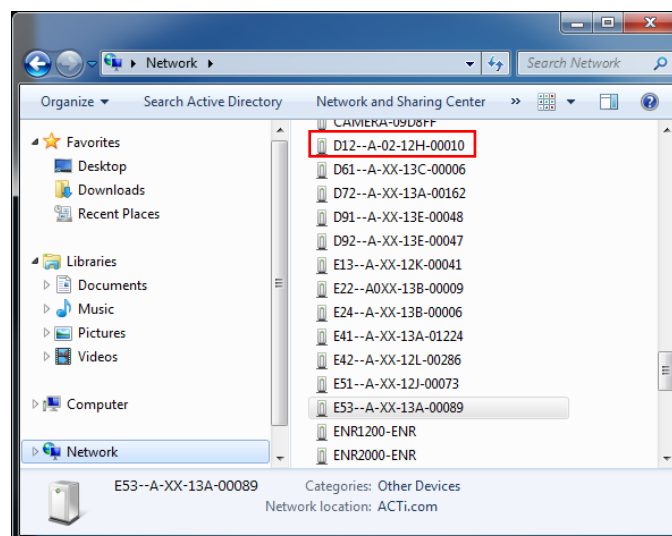 Network
Search Network
Organize
Search Active Directory
Network and Sharing Center
»
Favorites
Desktop
Downloads
Recent Places
Libraries
Documents
Music
Pictures
Videos
Computer
Network
CAMERA-09D8FF
D12--A-02-12H-00010
D61--A-XX-13C-00006
D72--A-XX-13A-00162
D91--A-XX-13E-00048
D92--A-XX-13E-00047
E13--A-XX-12K-00041
E22--A0XX-13B-00009
E24--A-XX-13B-00006
E41--A-XX-13A-01224
E42--A-XX-12L-00286
E51--A-XX-12J-00073
E53--A-XX-13A-00089
ENR1200-ENR
ENR2000-ENR
E53--A-XX-13A-00089
Categories: Other Devices
Network location: ACTi.com